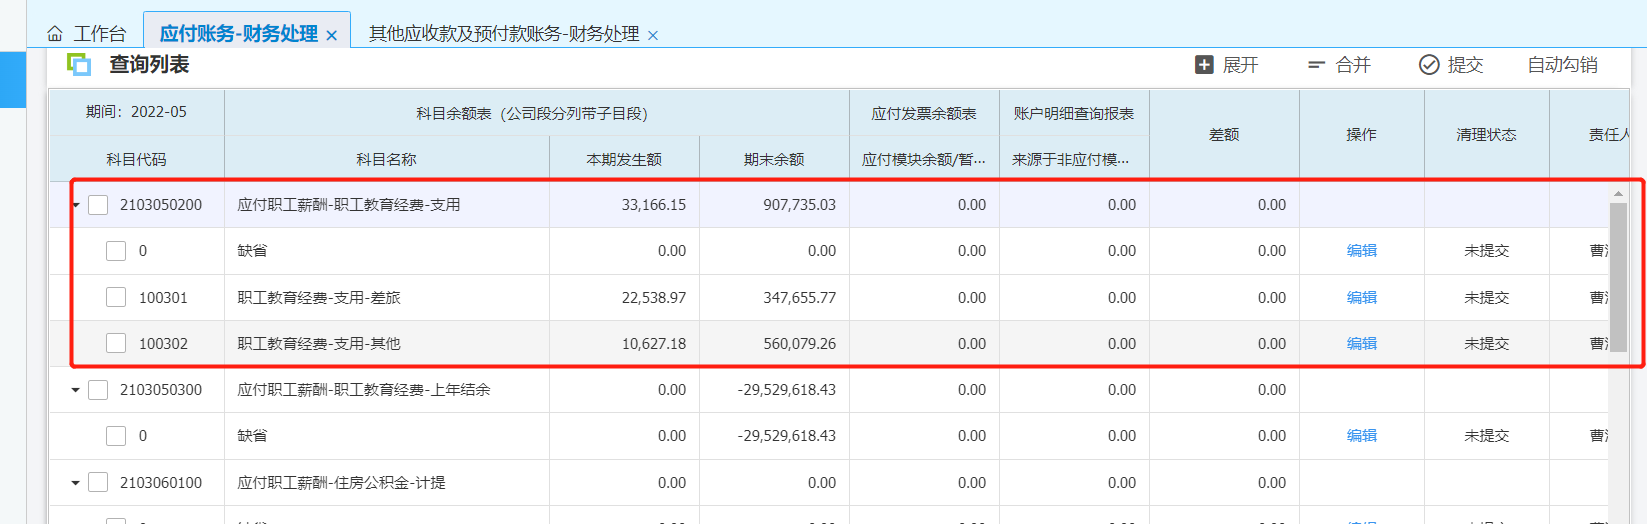 工作台 应付账务-财务处理 × 其他应收款及预付款账务-财务处理 ×
查询列表 展开 合并 提交 自动勾销
期间：2022-05 科目余额表（公司段分列带子目段） 应付发票余额表 账户明细查询报表 差额 操作 清理状态 责任人
科目代码 科目名称 本期发生额 期末余额 应付模块余额/暂... 来源于非应付模...
2103050200 应付职工薪酬-职工教育经费-支用 33,166.15 907,735.03 0.00 0.00 0.00
0 缺省 0.00 0.00 0.00 0.00 0.00 编辑 未提交 曹
100301 职工教育经费-支用-差旅 22,538.97 347,655.77 0.00 0.00 0.00 编辑 未提交 曹
100302 职工教育经费-支用-其他 10,627.18 560,079.26 0.00 0.00 0.00 编辑 未提交 曹
2103050300 应付职工薪酬-职工教育经费-上年结余 0.00 -29,529,618.43 0.00 0.00 0.00
0 缺省 0.00 -29,529,618.43 0.00 0.00 0.00 编辑 未提交 曹
2103060100 应付职工薪酬-住房公积金-计提 0.00 0.00 0.00 0.00 0.00